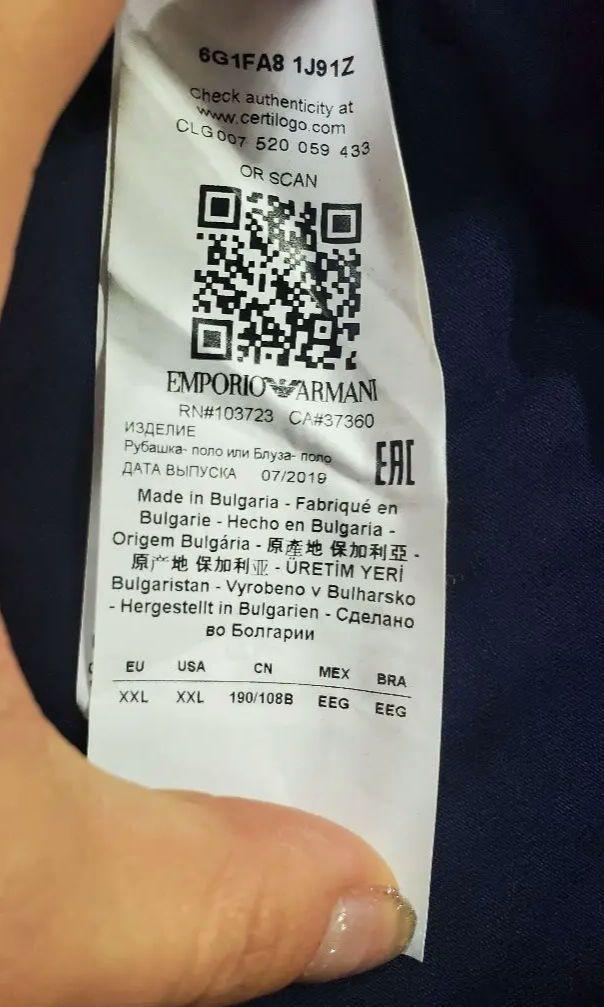 6G1FA8 1J91Z
Check authenticity at
www.certilogo.com
CLG 007 520 059 433
OR SCAN
EMPORIO ARMANI
RN#103723 CA#37360
ИЗДЕЛИЕ
Рубашка- поло или Блуза- поло
ДАТА ВЫПУСКА 07/2019
EAC
Made in Bulgaria - Fabriqué en
Bulgarie - Hecho en Bulgaria -
Origem Bulgária - 原產地 保加利亞 -
原产地 保加利亚 - ÜRETİM YERİ
Bulgaristan - Vyrobeno v Bulharsko
- Hergestellt in Bulgarien - Сделано
во Болгарии
EU USA CN MEX BRA
XXL XXL 190/108B EEG EEG